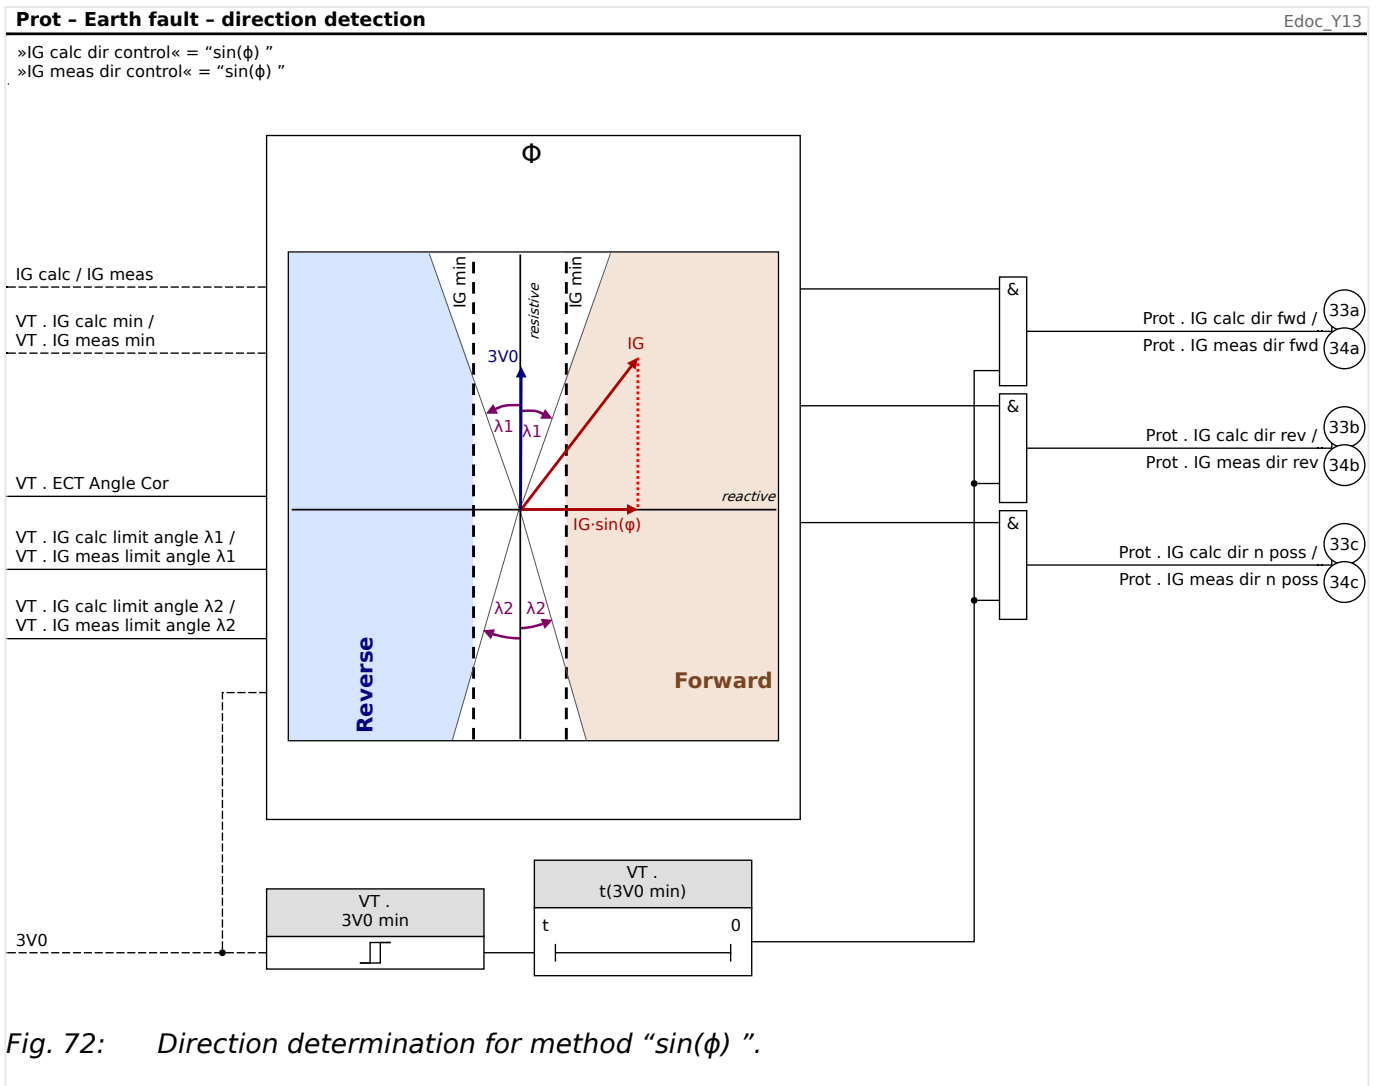 Prot – Earth fault – direction detection
Edoc_Y13
»IG calc dir control« = “sin(ϕ) ”
»IG meas dir control« = “sin(ϕ) ”
Φ
IG calc / IG meas
VT . IG calc min /
VT . IG meas min
VT . ECT Angle Cor
VT . IG calc limit angle λ1 /
VT . IG meas limit angle λ1
VT . IG calc limit angle λ2 /
VT . IG meas limit angle λ2
3V0
IG min
resistive
IG min
3V0
IG
λ1
λ1
reactive
IG·sin(φ)
λ2
λ2
Reverse
Forward
&
Prot . IG calc dir fwd /
33a
Prot . IG meas dir fwd
34a
&
Prot . IG calc dir rev /
33b
Prot . IG meas dir rev
34b
&
Prot . IG calc dir n poss /
33c
Prot . IG meas dir n poss
34c
VT .
3V0 min
VT .
t(3V0 min)
t
0
Fig. 72: Direction determination for method “sin(ϕ) ”.